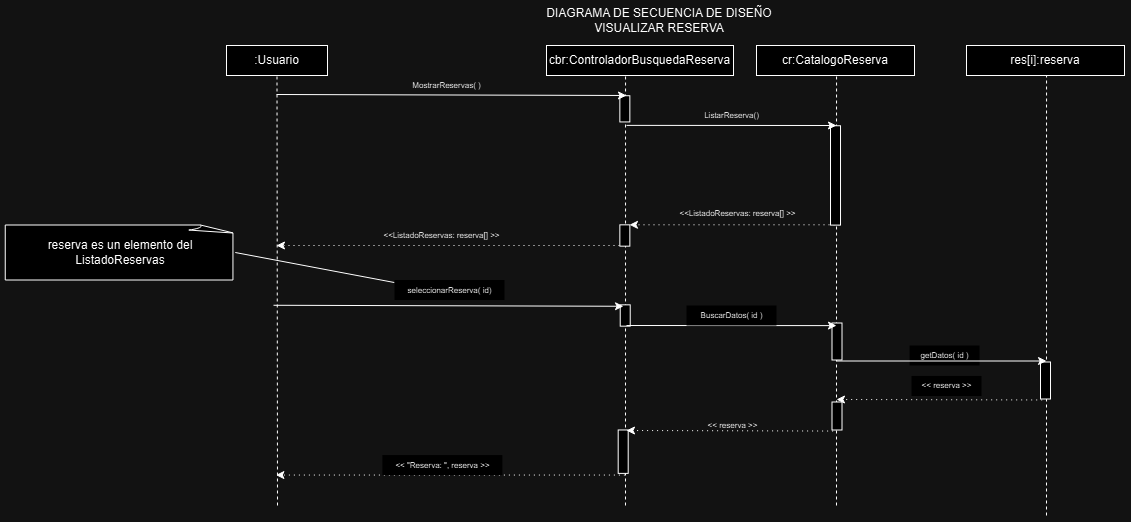 DIAGRAMA DE SECUENCIA DE DISEÑO
VISUALIZAR RESERVA
:Usuario
cbr:ControladorBusquedaReserva
cr:CatalogoReserva
res[i]:reserva
MostrarReservas( )
ListarReserva()
<<ListadoReservas: reserva[] >>
<<ListadoReservas: reserva[] >>
reserva es un elemento del
ListadoReservas
seleccionarReserva( id)
BuscarDatos( id )
getDatos( id )
<< reserva >>
<< reserva >>
<< "Reserva: ", reserva >>